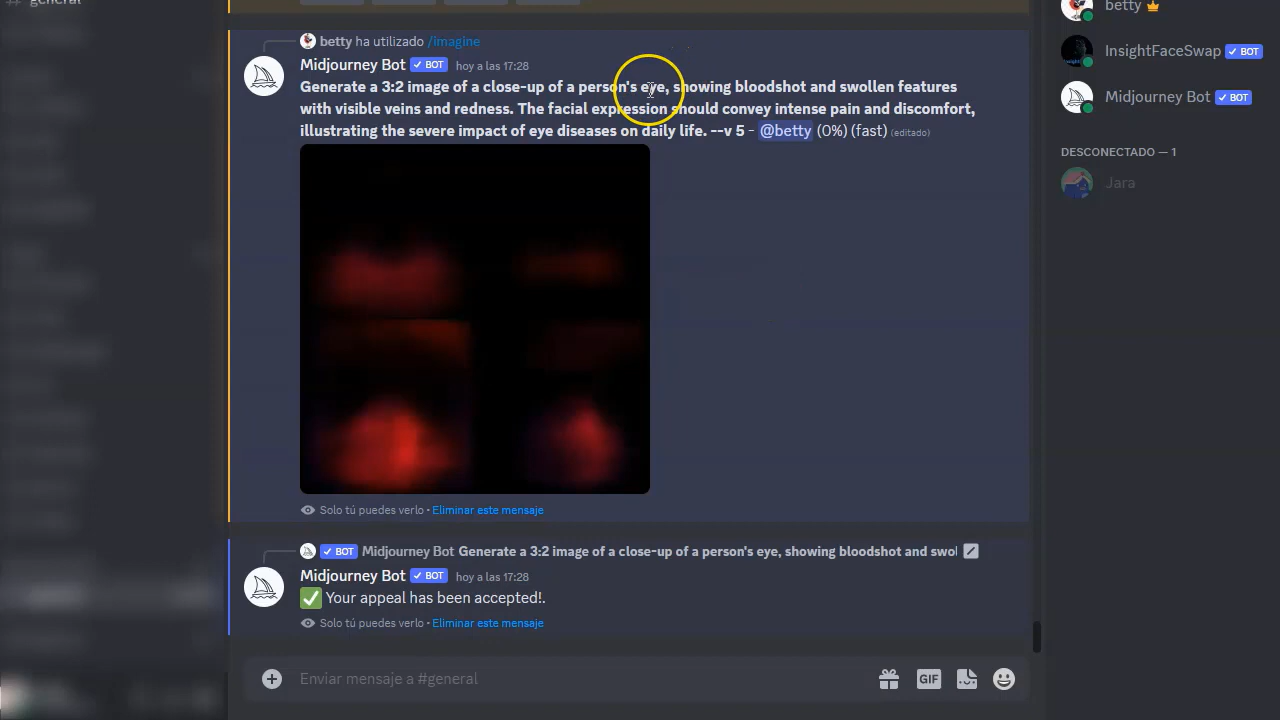 general
betty ha utilizado /imagine
Midjourney Bot BOT hoy a las 17:28
Generate a 3:2 image of a close-up of a person's eye, showing bloodshot and swollen features
with visible veins and redness. The facial expression should convey intense pain and discomfort,
illustrating the severe impact of eye diseases on daily life. --v 5 - @betty (0%) (fast) (editado)
Solo tú puedes verlo • Eliminar este mensaje
BOT Midjourney Bot Generate a 3:2 image of a close-up of a person's eye, showing bloodshot and swol
Midjourney Bot BOT hoy a las 17:28
Your appeal has been accepted!.
Solo tú puedes verlo • Eliminar este mensaje
Enviar mensaje a #general
GIF
betty
InsightFaceSwap BOT
Midjourney Bot BOT
DESCONECTADO — 1
Jara